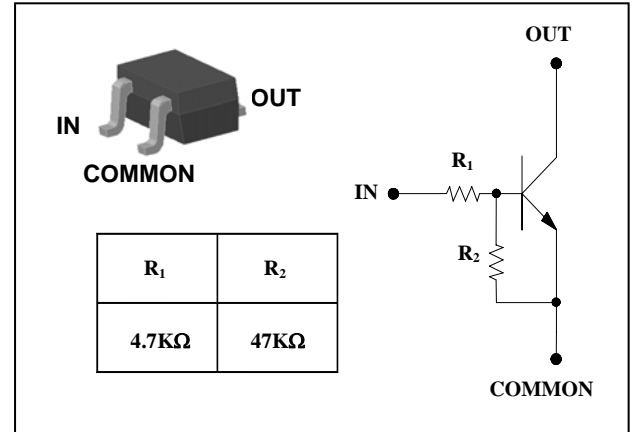 OUT
IN
COMMON
R₁ R₂
4.7KΩ 47KΩ
OUT
R₁
IN
R₂
COMMON